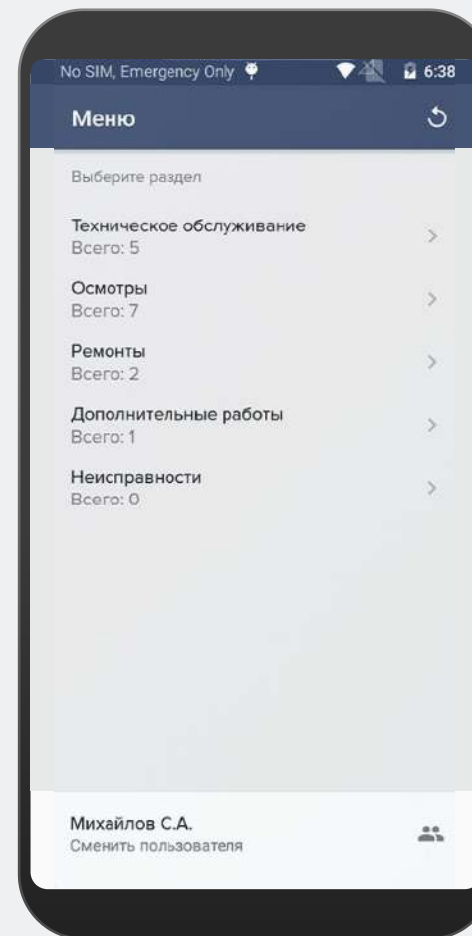 No SIM, Emergency Only 6:38
Меню
Выберите раздел
Техническое обслуживание
Всего: 5
Осмотры
Всего: 7
Ремонты
Всего: 2
Дополнительные работы
Всего: 1
Неисправности
Всего: 0
Михайлов С.А.
Сменить пользователя